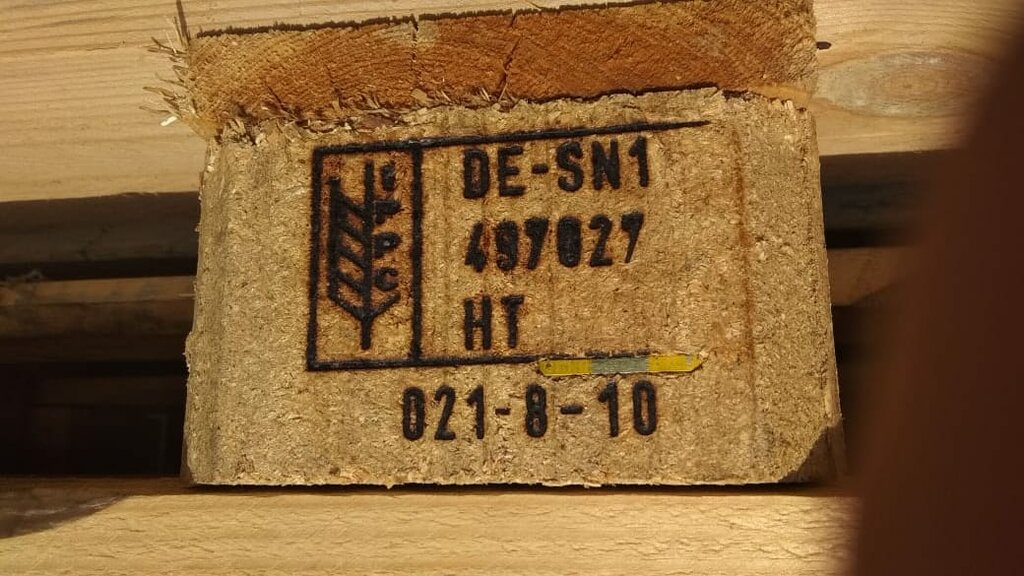 IPPC
DE-SN1
497027
HT
021-8-10